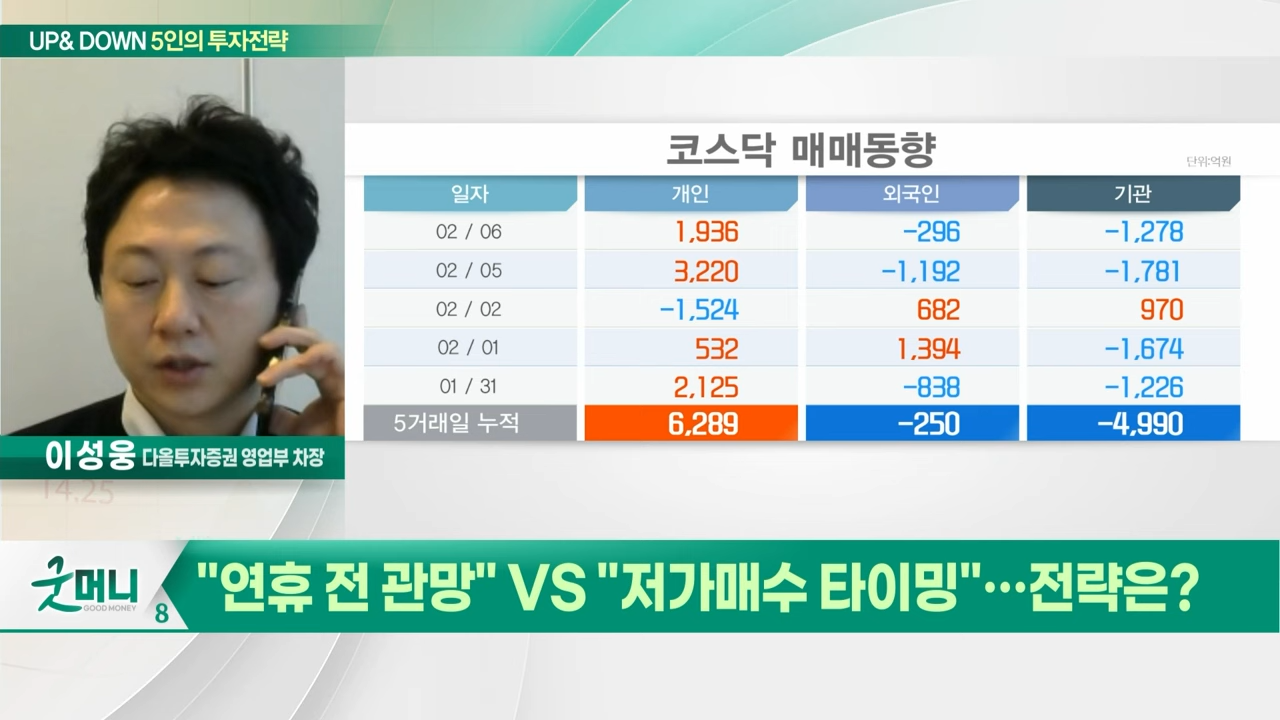 UP& DOWN 5인의 투자전략
코스닥 매매동향
단위:억원
일자 개인 외국인 기관
02 / 06 1,936 -296 -1,278
02 / 05 3,220 -1,192 -1,781
02 / 02 -1,524 682 970
02 / 01 532 1,394 -1,674
01 / 31 2,125 -838 -1,226
5거래일 누적 6,289 -250 -4,990
이성웅 다올투자증권 영업부 차장
14.25
굿머니
GOOD MONEY
8
"연휴 전 관망" VS "저가매수 타이밍"…전략은?